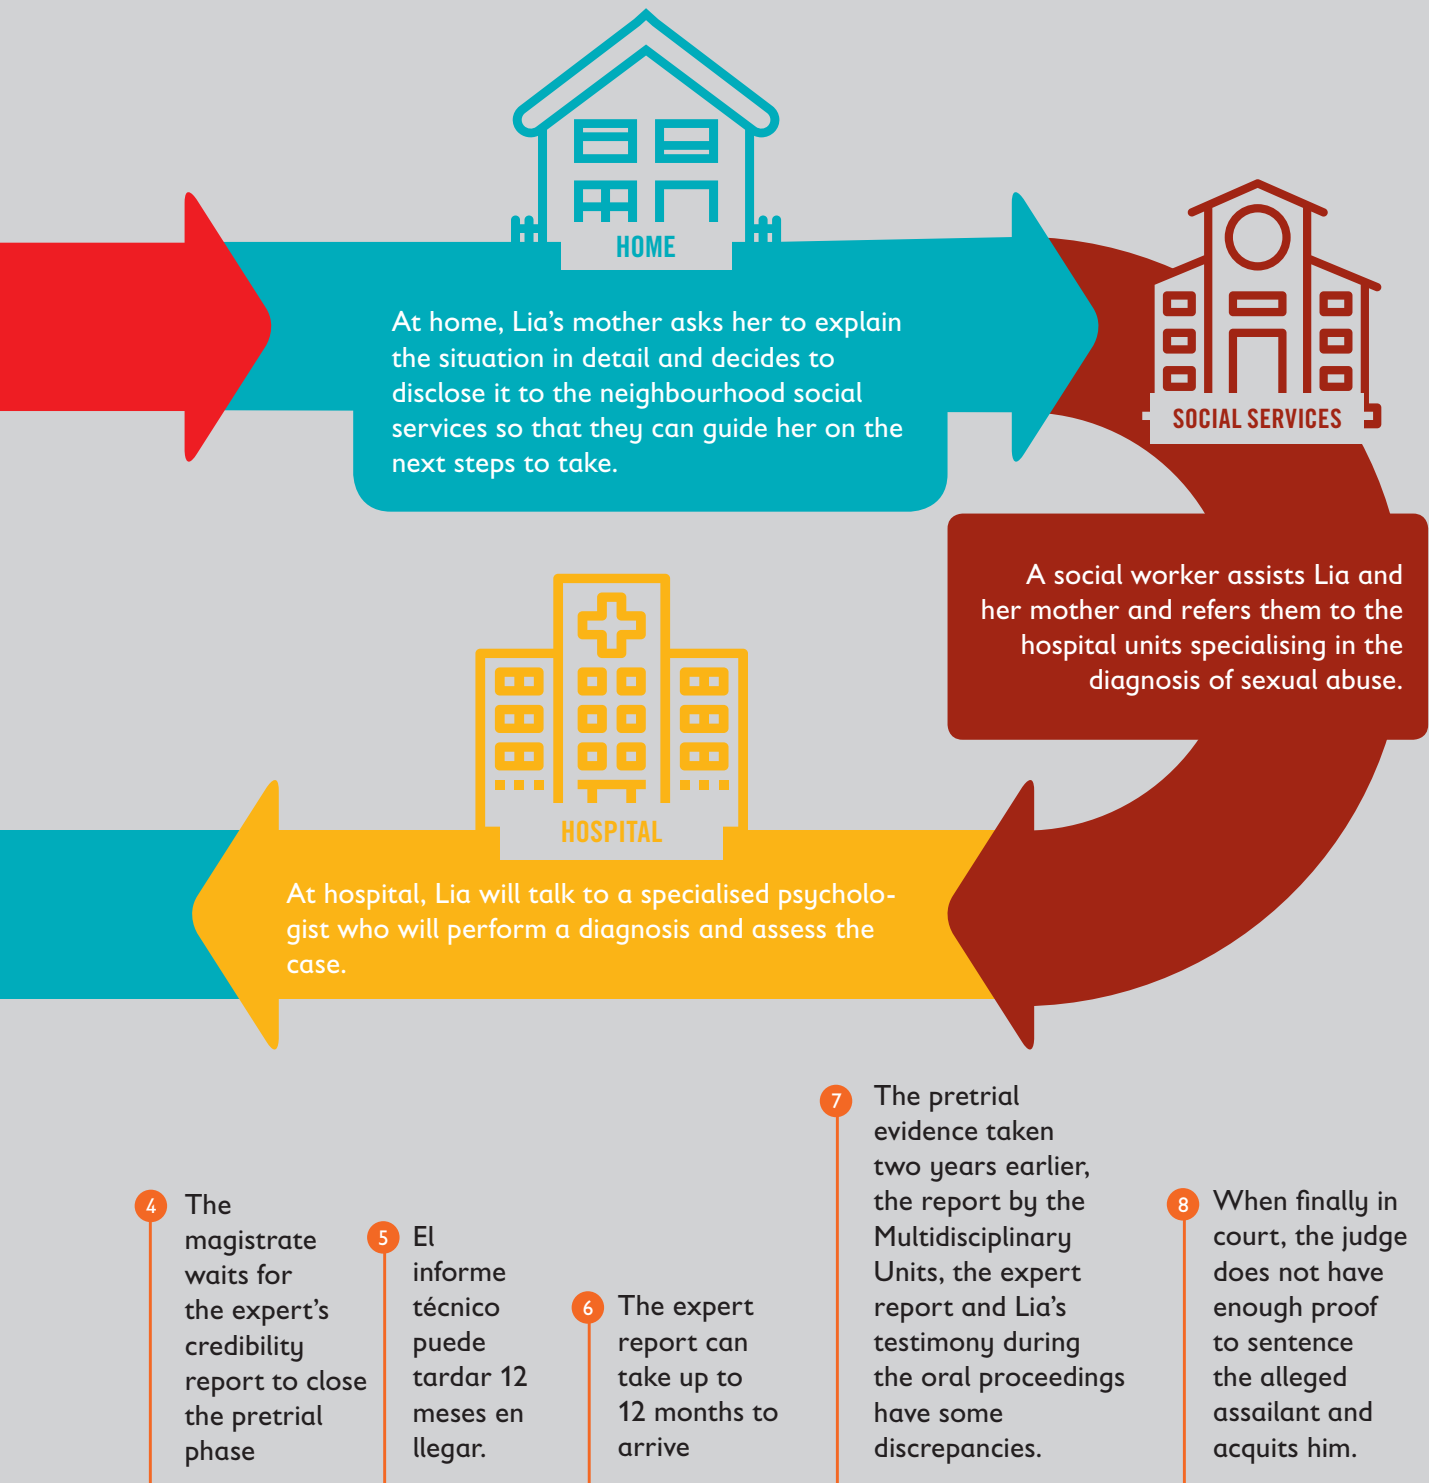 HOME
At home, Lia’s mother asks her to explain
the situation in detail and decides to
disclose it to the neighbourhood social
services so that they can guide her on the
next steps to take.
SOCIAL SERVICES
A social worker assists Lia and
her mother and refers them to the
hospital units specialising in the
diagnosis of sexual abuse.
HOSPITAL
At hospital, Lia will talk to a specialised psycholo-
gist who will perform a diagnosis and assess the
case.
4
The
magistrate
waits for
the expert’s
credibility
report to close
the pretrial
phase
5
El
informe
técnico
puede
tardar 12
meses en
llegar.
6
The expert
report can
take up to
12 months to
arrive
7
The pretrial
evidence taken
two years earlier,
the report by the
Multidisciplinary
Units, the expert
report and Lia’s
testimony during
the oral proceedings
have some
discrepancies.
8
When finally in
court, the judge
does not have
enough proof
to sentence
the alleged
assailant and
acquits him.